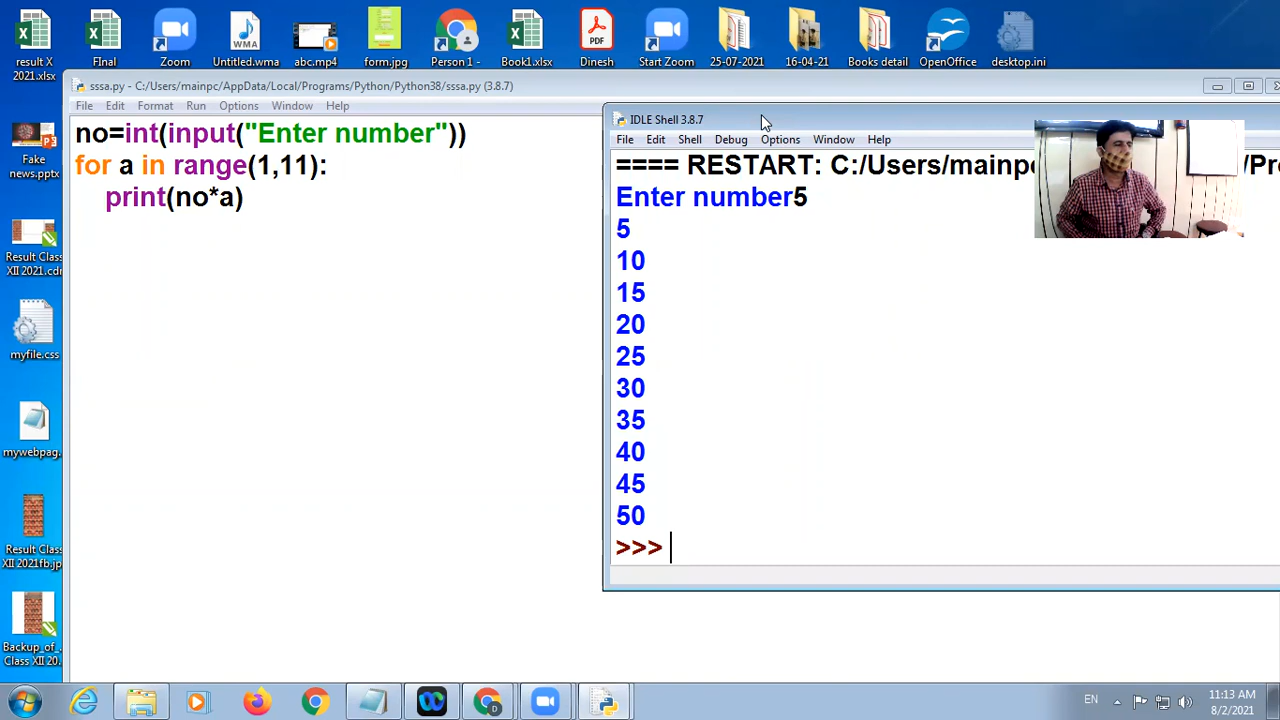 result X
2021.xlsx
FInal
Zoom
WMA
Untitled.wma
abc.mp4
form.jpg
Person 1 -
Book1.xlsx
PDF
Dinesh
Start Zoom
25-07-2021
16-04-21
Books detail
OpenOffice
desktop.ini
Fake
news.pptx
Result Class
XII 2021.cdr
myfile.css
mywebpag.
Result Class
XII 2021fb.jp
Backup_of_
Class XII 20.
sssa.py - C:/Users/mainpc/AppData/Local/Programs/Python/Python38/sssa.py (3.8.7)
File Edit Format Run Options Window Help
no=int(input("Enter number"))
for a in range(1,11):
print(no*a)
IDLE Shell 3.8.7
File Edit Shell Debug Options Window Help
==== RESTART: C:/Users/mainpc
Enter number5
5
10
15
20
25
30
35
40
45
50
>>>
EN
11:13 AM
8/2/2021